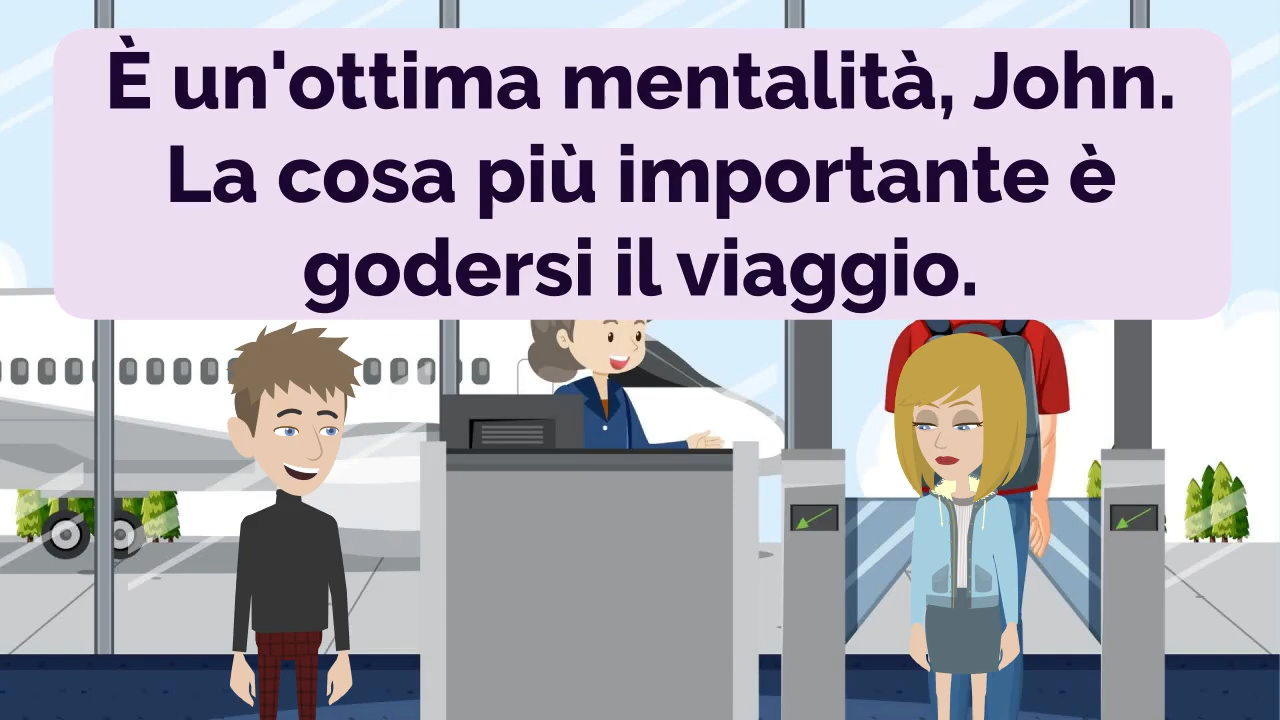 È un'ottima mentalità, John.
La cosa più importante è
godersi il viaggio.